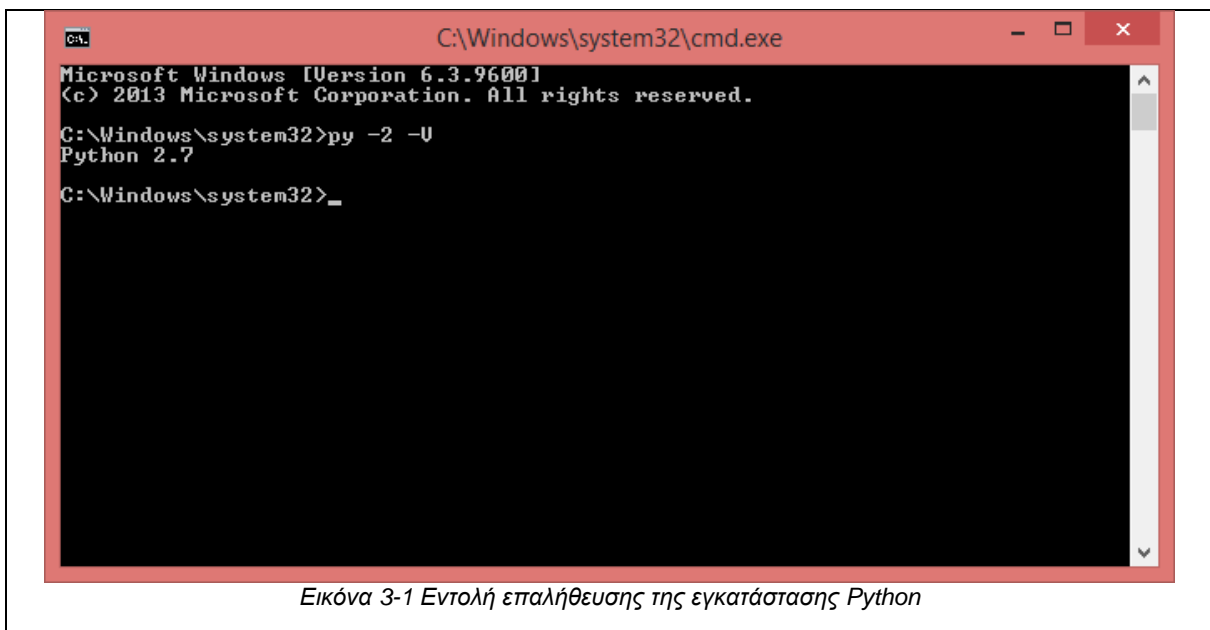 C:\Windows\system32\cmd.exe
Microsoft Windows [Version 6.3.9600]
(c) 2013 Microsoft Corporation. All rights reserved.
C:\Windows\system32>py -2 -V
Python 2.7
C:\Windows\system32>_
Εικόνα 3-1 Εντολή επαλήθευσης της εγκατάστασης Python